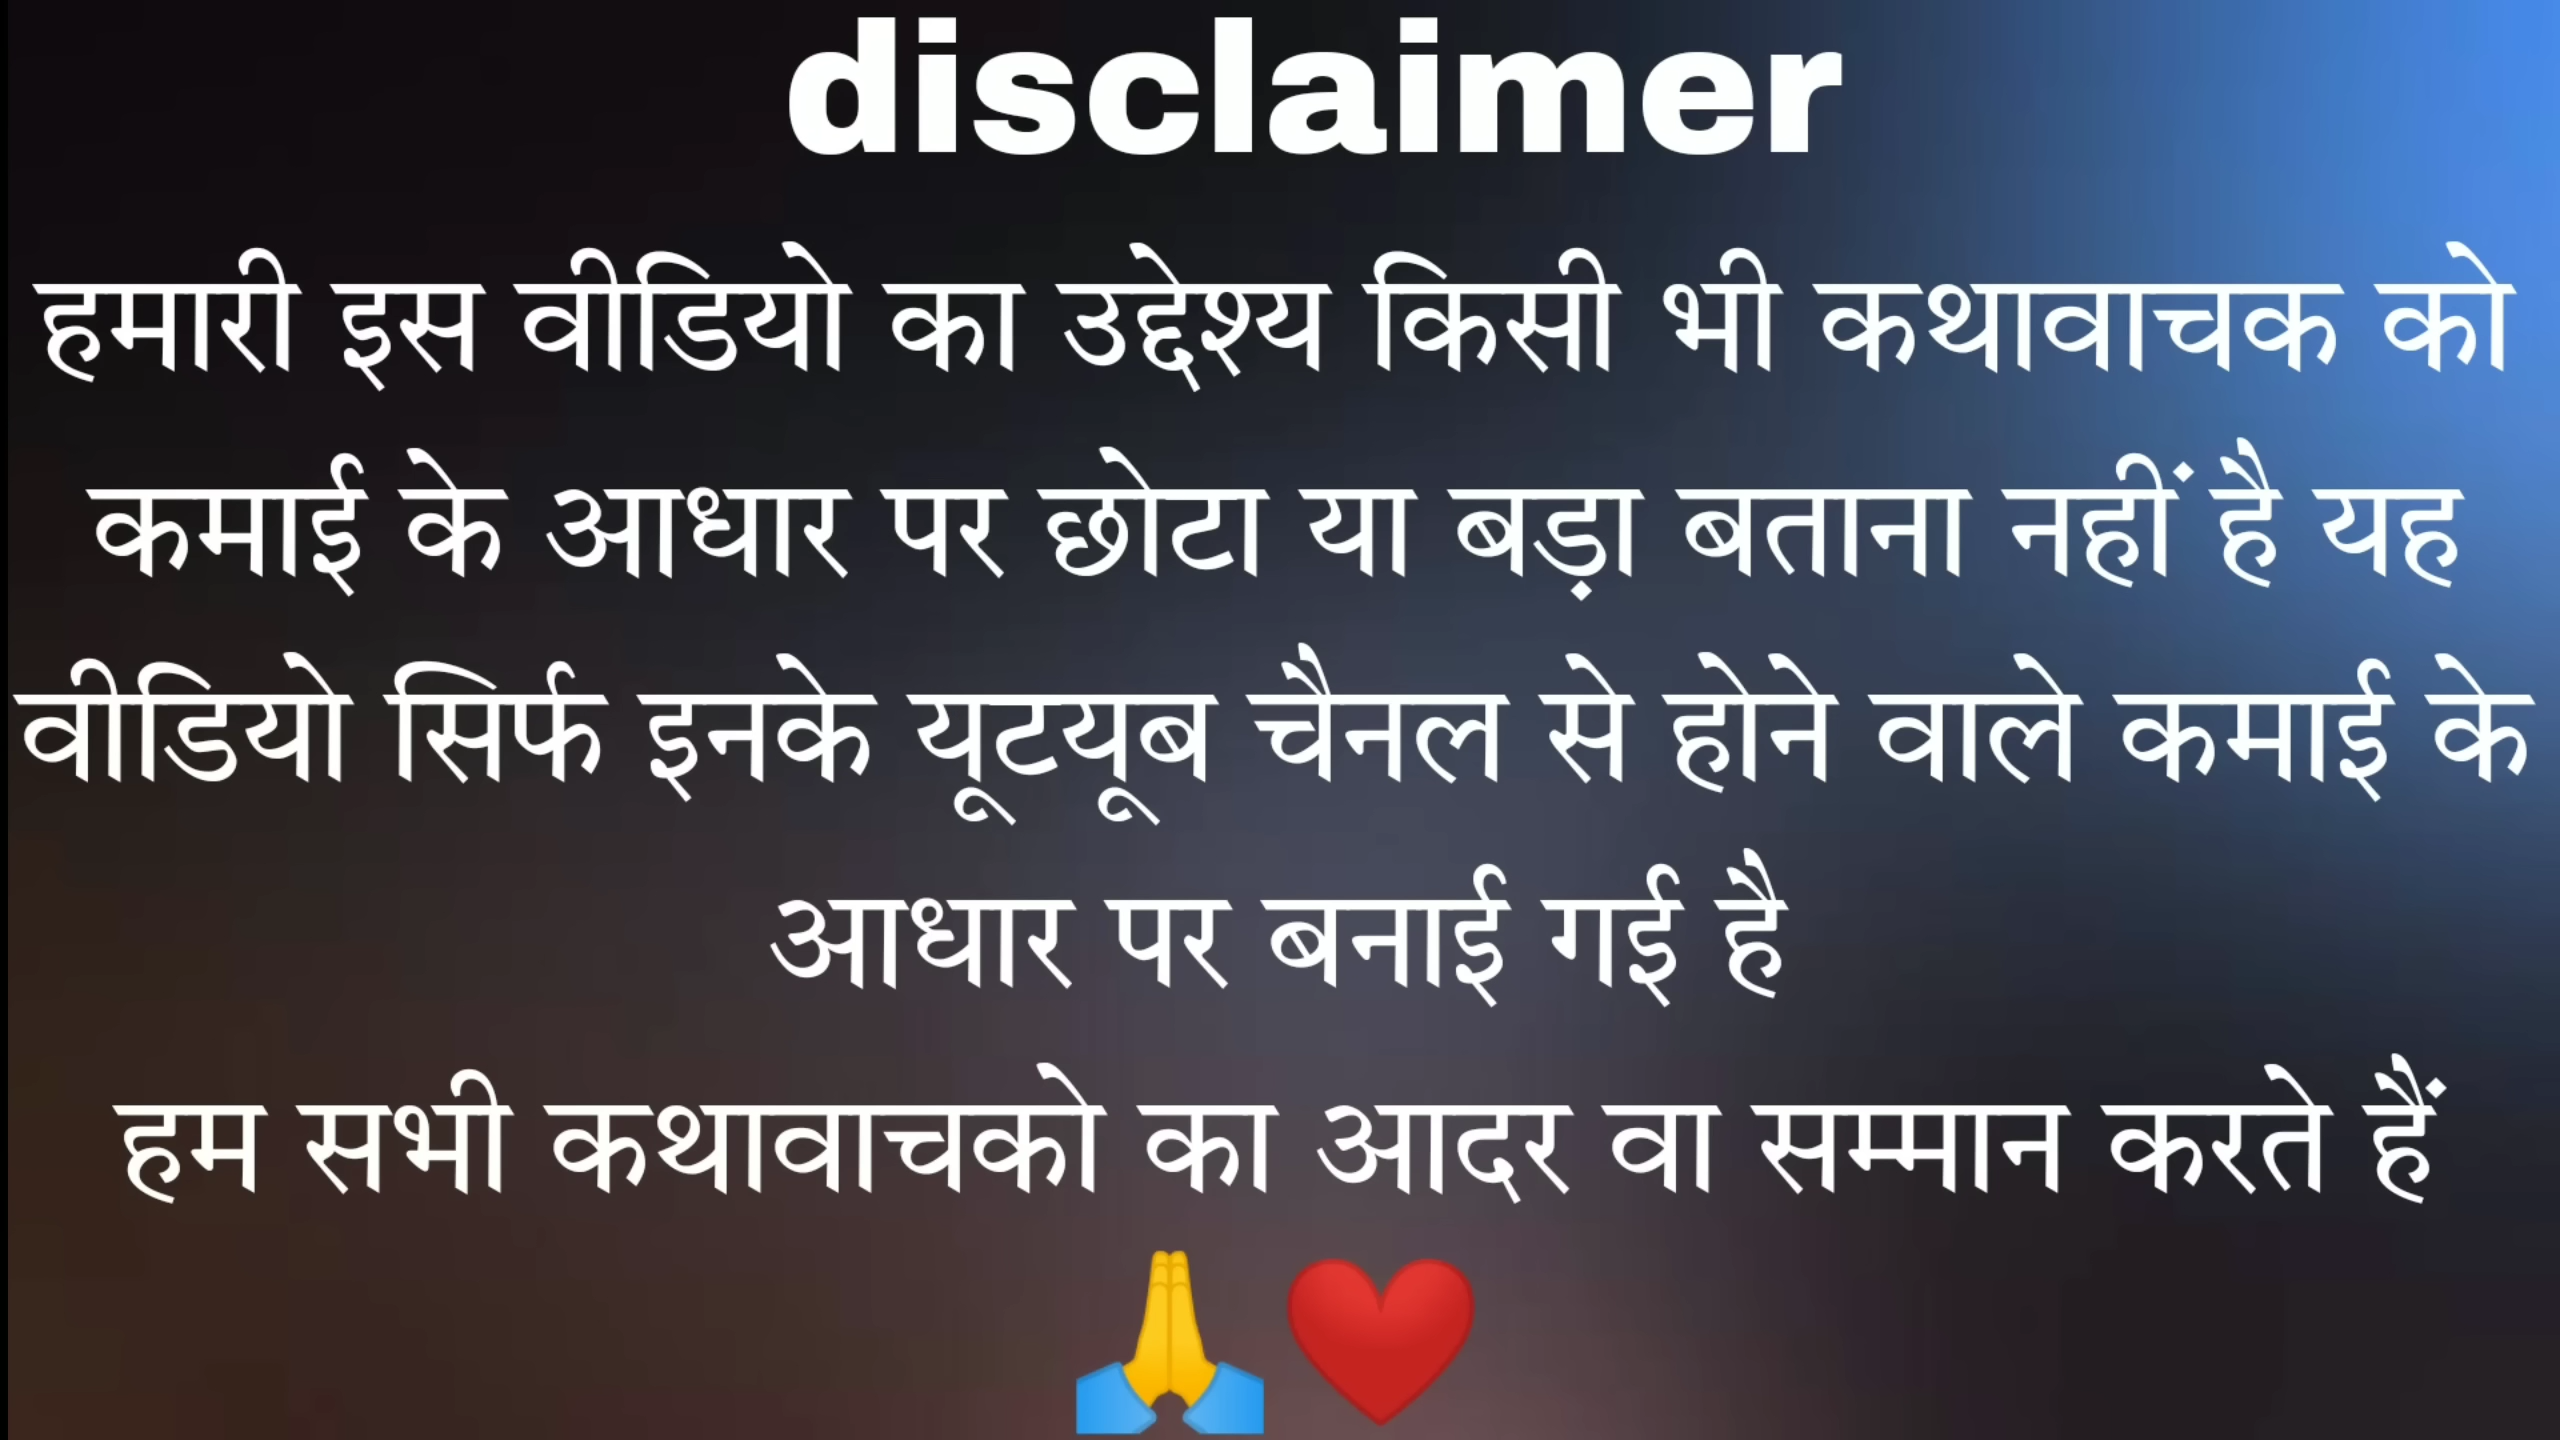 disclaimer
हमारी इस वीडियो का उद्देश्य किसी भी कथावाचक को
कमाई के आधार पर छोटा या बड़ा बताना नहीं है यह
वीडियो सिर्फ इनके यूटयूब चैनल से होने वाले कमाई के
आधार पर बनाई गई है
हम सभी कथावाचको का आदर वा सम्मान करते हैं
🙏❤️